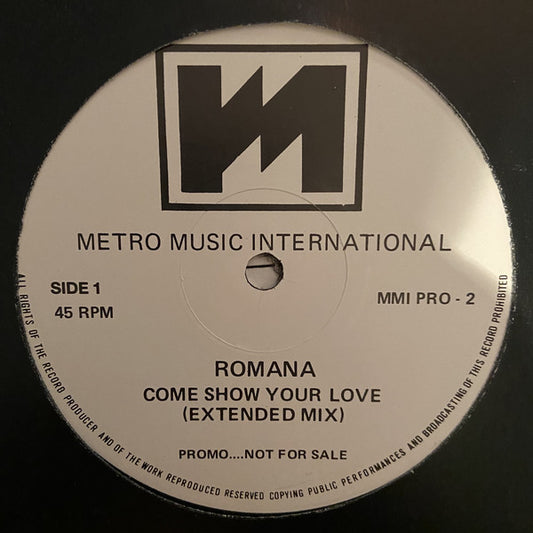 METRO MUSIC INTERNATIONAL
SIDE 1
45 RPM
MMI PRO - 2
ROMANA
COME SHOW YOUR LOVE
(EXTENDED MIX)
PROMO....NOT FOR SALE
ALL RIGHTS OF THE RECORD PRODUCER AND OF THE WORK REPRODUCED RESERVED COPYING PUBLIC PERFORMANCES AND BROADCASTING OF THIS RECORD PROHIBITED